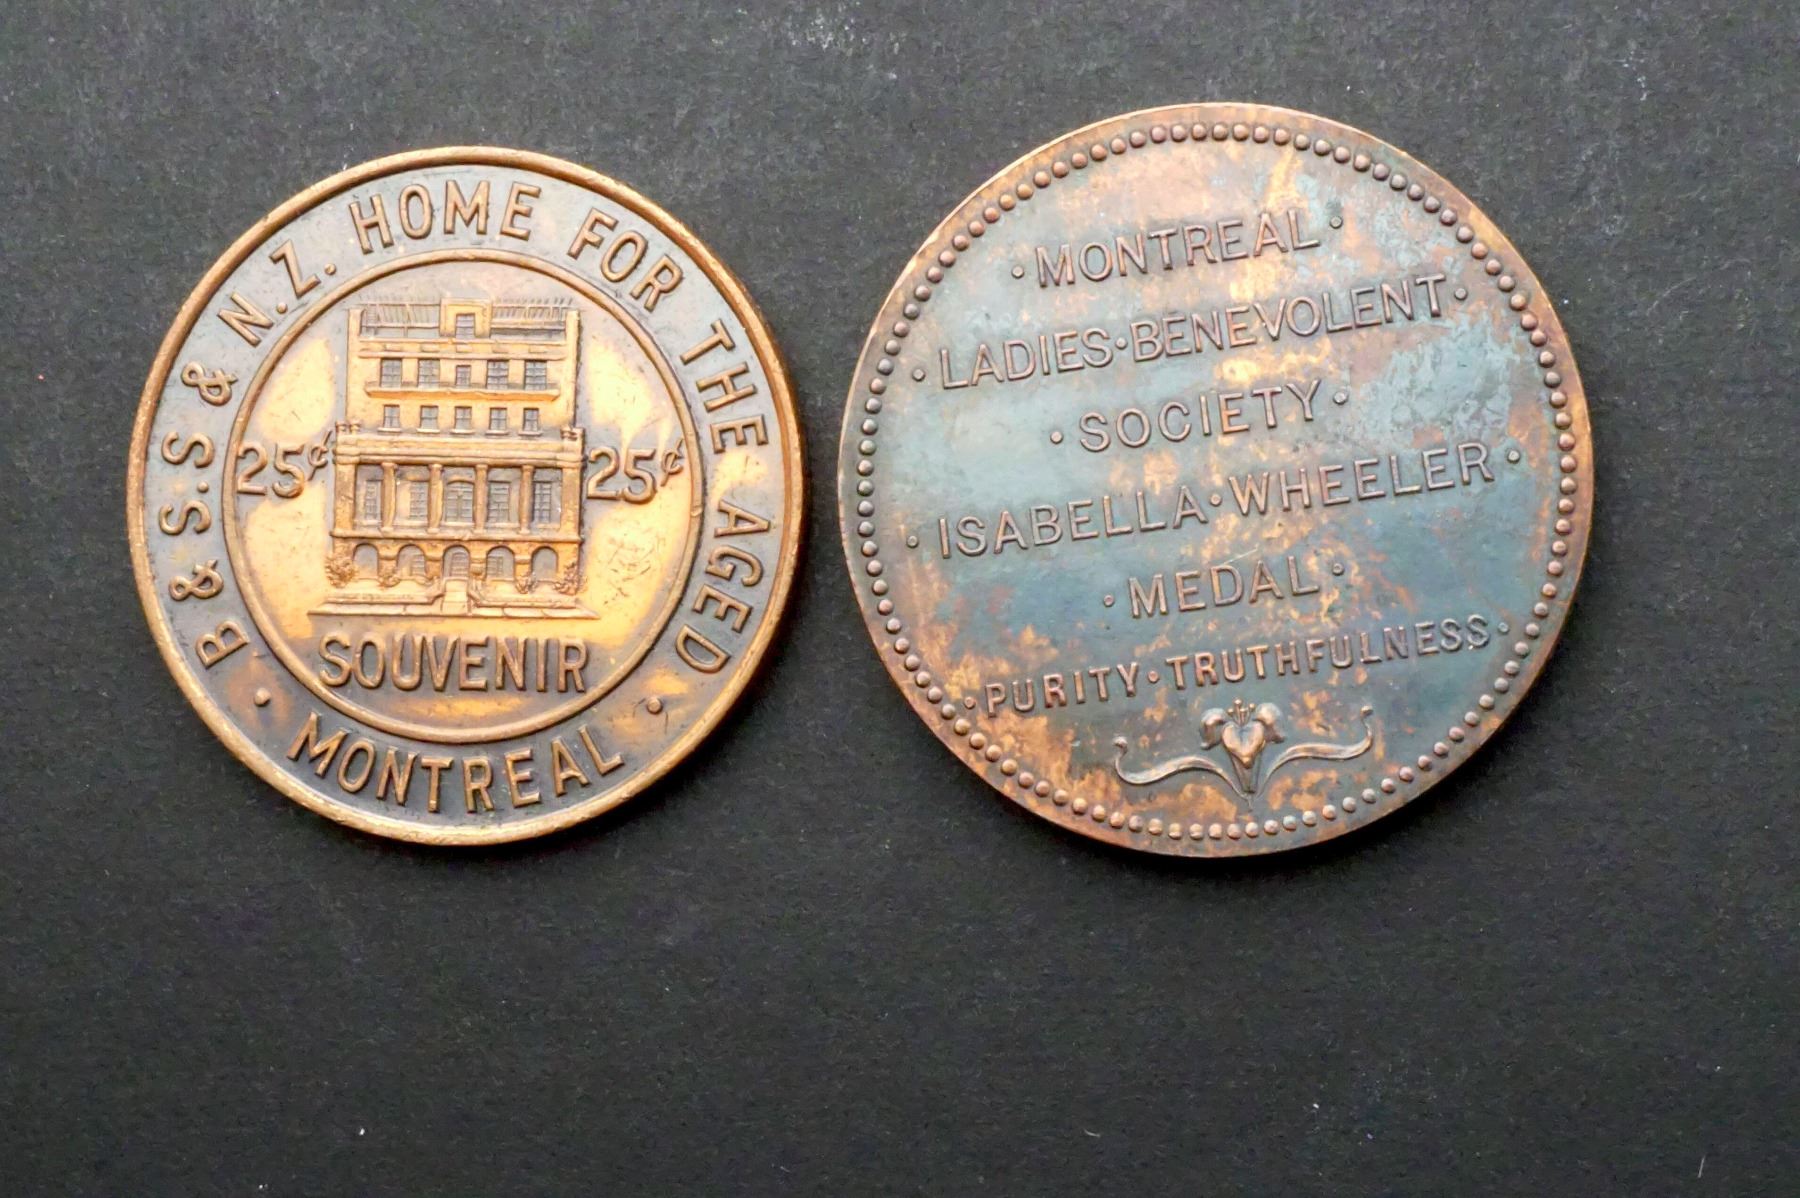 B & S.S & N.Z. HOME FOR THE AGED
25¢ 25¢
SOUVENIR
· MONTREAL ·
· MONTREAL ·
· LADIES · BENEVOLENT ·
· SOCIETY ·
· ISABELLA · WHEELER ·
· MEDAL ·
· PURITY · TRUTHFULNESS ·